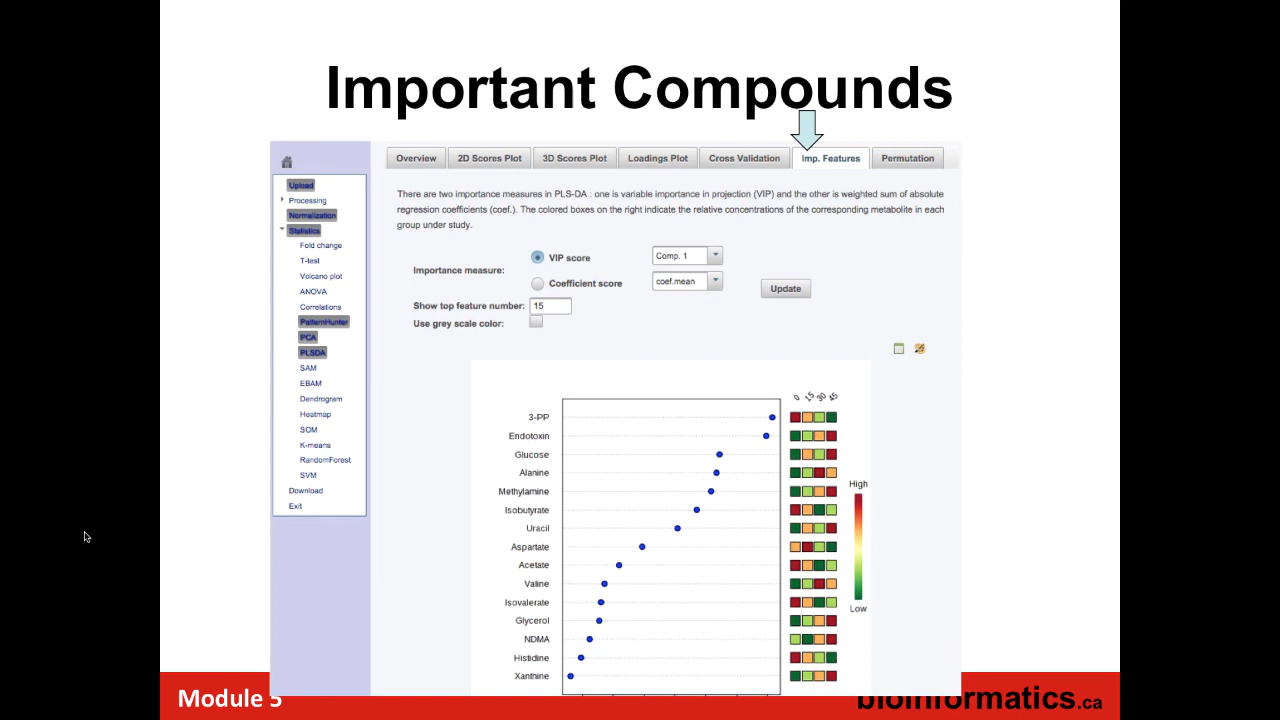 Important Compounds
Overview
2D Scores Plot
3D Scores Plot
Loadings Plot
Cross Validation
Imp. Features
Permutation
Upload
Processing
Normalization
Statistics
Fold change
T-test
Volcano plot
ANOVA
Correlations
PatternHunter
PCA
PLSDA
SAM
EBAM
Dendrogram
Heatmap
SOM
K-means
RandomForest
SVM
Download
Exit
There are two importance measures in PLS-DA : one is variable importance in projection (VIP) and the other is weighted sum of absolute
regression coefficients (coef.). The colored boxes on the right indicate the relative concentrations of the corresponding metabolite in each
group under study.
Importance measure:
VIP score
Comp. 1
Coefficient score
coef.mean
Update
Show top feature number: 15
Use grey scale color:
0 15 30 45
3-PP
Endotoxin
Glucose
Alanine
Methylamine
Isobutyrate
Uracil
Aspartate
Acetate
Valine
Isovalerate
Glycerol
NDMA
Histidine
Xanthine
High
Low
Module 5
bioinformatics.ca